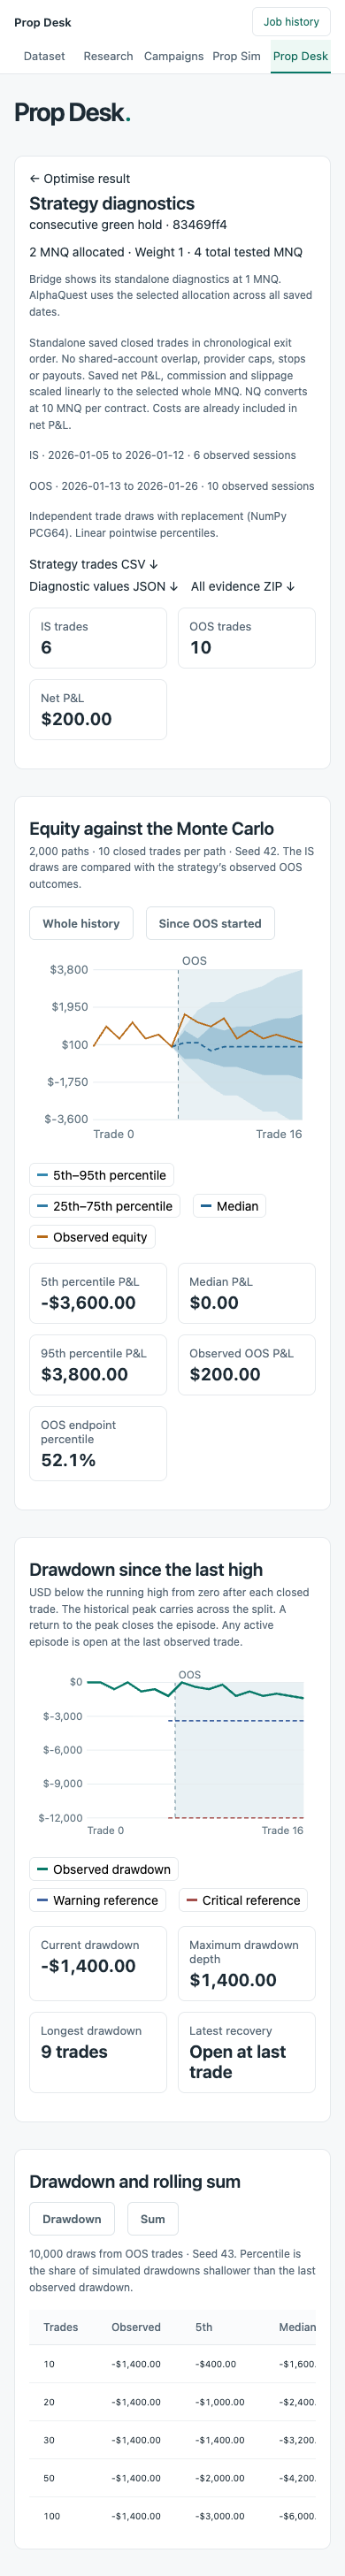 Prop Desk
Job history
Dataset
Research
Campaigns
Prop Sim
Prop Desk
Prop Desk.
← Optimise result
Strategy diagnostics
consecutive green hold · 83469ff4
2 MNQ allocated · Weight 1 · 4 total tested MNQ
Bridge shows its standalone diagnostics at 1 MNQ.
AlphaQuest uses the selected allocation across all saved
dates.
Standalone saved closed trades in chronological exit
order. No shared-account overlap, provider caps, stops
or payouts. Saved net P&L, commission and slippage
scaled linearly to the selected whole MNQ. NQ converts
at 10 MNQ per contract. Costs are already included in
net P&L.
IS · 2026-01-05 to 2026-01-12 · 6 observed sessions
OOS · 2026-01-13 to 2026-01-26 · 10 observed sessions
Independent trade draws with replacement (NumPy
PCG64). Linear pointwise percentiles.
Strategy trades CSV ↓
Diagnostic values JSON ↓ All evidence ZIP ↓
IS trades
6
OOS trades
10
Net P&L
$200.00
Equity against the Monte Carlo
2,000 paths · 10 closed trades per path · Seed 42. The IS
draws are compared with the strategy's observed OOS
outcomes.
Whole history
Since OOS started
OOS
$3,800
$1,950
$100
$-1,750
$-3,600
Trade 0
Trade 16
5th–95th percentile
25th–75th percentile
Median
Observed equity
5th percentile P&L
-$3,600.00
Median P&L
$0.00
95th percentile P&L
$3,800.00
Observed OOS P&L
$200.00
OOS endpoint
percentile
52.1%
Drawdown since the last high
USD below the running high from zero after each closed
trade. The historical peak carries across the split. A
return to the peak closes the episode. Any active
episode is open at the last observed trade.
OOS
$0
$-3,000
$-6,000
$-9,000
$-12,000
Trade 0
Trade 16
Observed drawdown
Warning reference
Critical reference
Current drawdown
-$1,400.00
Maximum drawdown
depth
$1,400.00
Longest drawdown
9 trades
Latest recovery
Open at last
trade
Drawdown and rolling sum
Drawdown
Sum
10,000 draws from OOS trades · Seed 43. Percentile is
the share of simulated drawdowns shallower than the last
observed drawdown.
Trades Observed 5th Median
10 -$1,400.00 -$400.00 -$1,600.
20 -$1,400.00 -$1,000.00 -$2,400.
30 -$1,400.00 -$1,400.00 -$3,200.
50 -$1,400.00 -$2,000.00 -$4,200.
100 -$1,400.00 -$3,000.00 -$6,000.